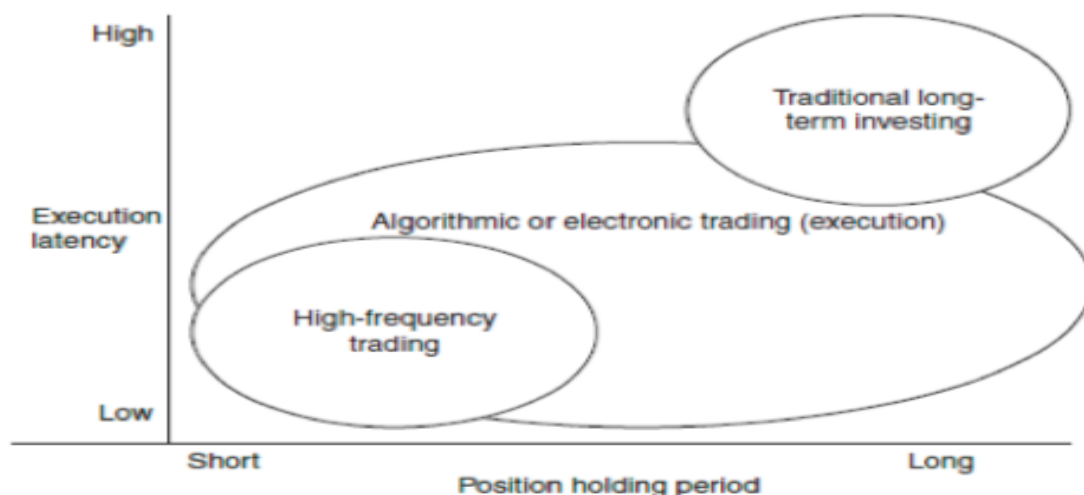 High
Traditional long-
term investing
Execution
latency
Algorithmic or electronic trading (execution)
High-frequency
trading
Low
Short
Long
Position holding period